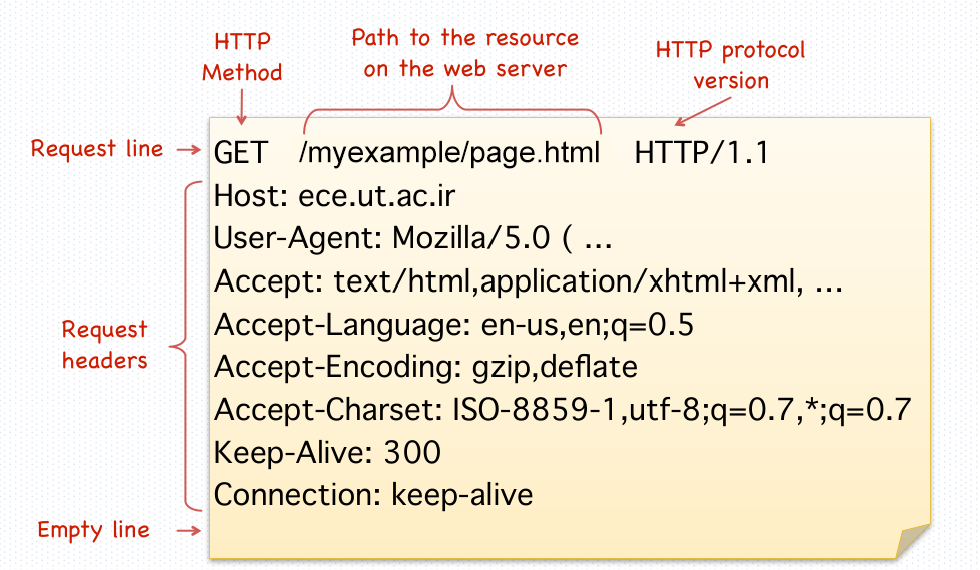 HTTP
Method
Path to the resource
on the web server
HTTP protocol
version
Request line
GET /myexample/page.html HTTP/1.1
Host: ece.ut.ac.ir
User-Agent: Mozilla/5.0 ( ...
Accept: text/html,application/xhtml+xml, ...
Accept-Language: en-us,en;q=0.5
Request
headers
Accept-Encoding: gzip,deflate
Accept-Charset: ISO-8859-1,utf-8;q=0.7,*;q=0.7
Keep-Alive: 300
Connection: keep-alive
Empty line